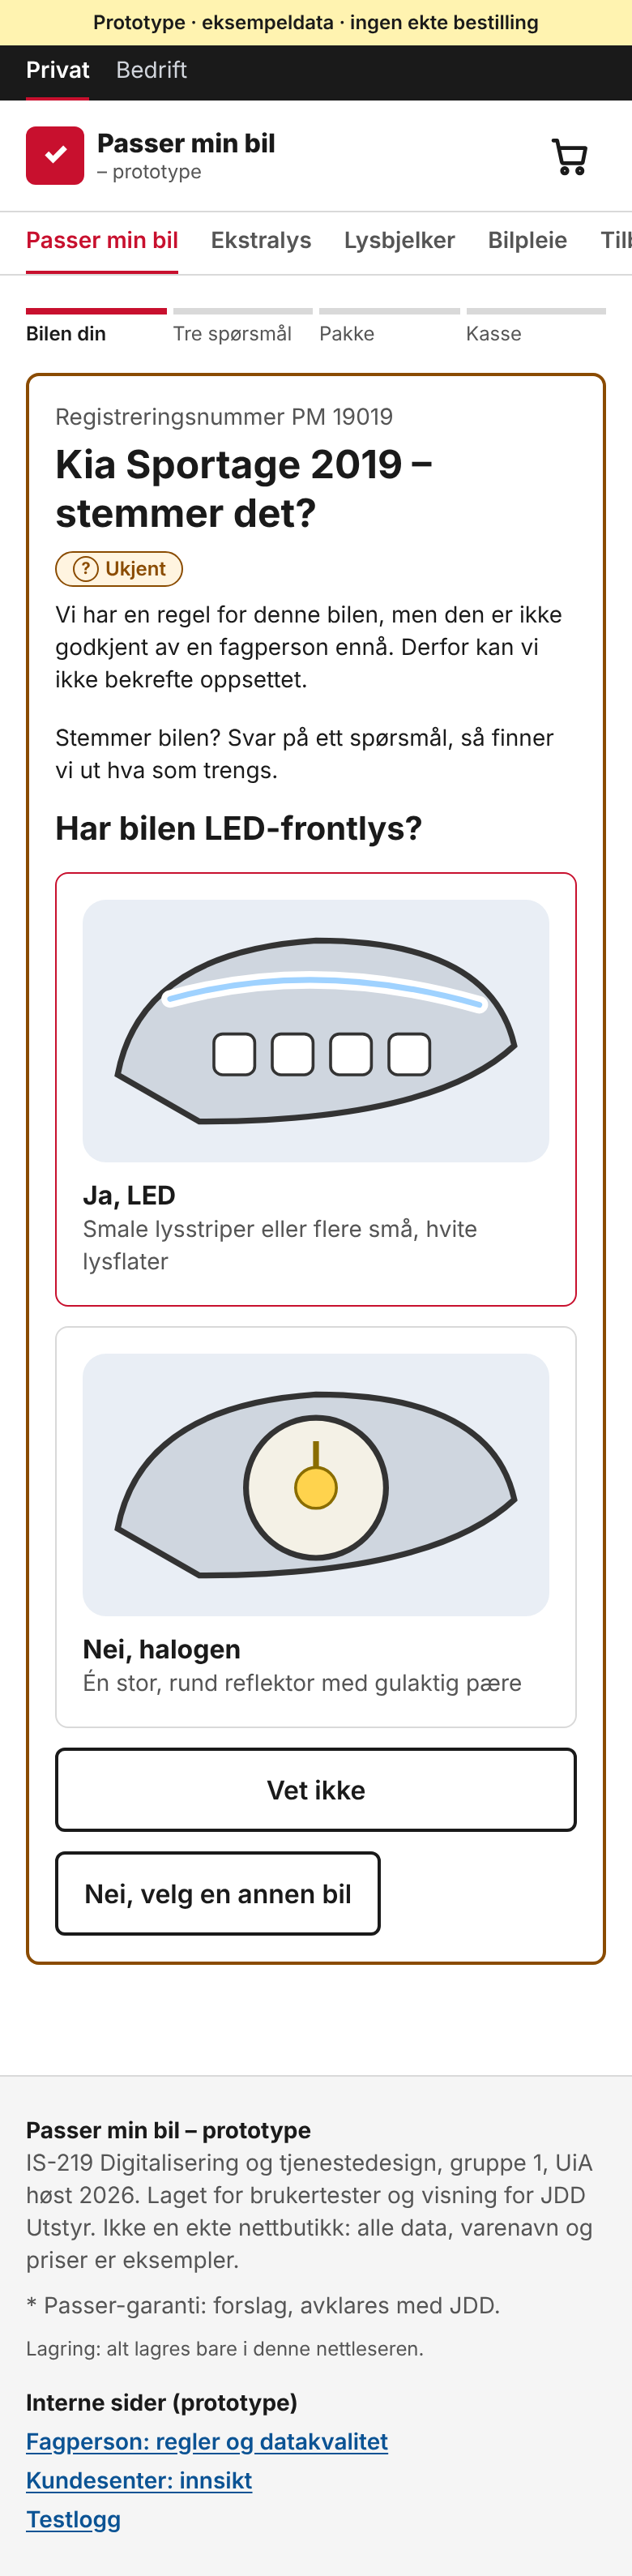 Prototype · eksempeldata · ingen ekte bestilling
Privat Bedrift
Passer min bil
– prototype
Passer min bil Ekstralys Lysbjelker Bilpleie
Bilen din Tre spørsmål Pakke Kasse
Registreringsnummer PM 19019
Kia Sportage 2019 –
stemmer det?
? Ukjent
Vi har en regel for denne bilen, men den er ikke
godkjent av en fagperson ennå. Derfor kan vi
ikke bekrefte oppsettet.
Stemmer bilen? Svar på ett spørsmål, så finner
vi ut hva som trengs.
Har bilen LED-frontlys?
Ja, LED
Smale lysstriper eller flere små, hvite
lysflater
Nei, halogen
Én stor, rund reflektor med gulaktig pære
Vet ikke
Nei, velg en annen bil
Passer min bil – prototype
IS-219 Digitalisering og tjenestedesign, gruppe 1, UiA
høst 2026. Laget for brukertester og visning for JDD
Utstyr. Ikke en ekte nettbutikk: alle data, varenavn og
priser er eksempler.
* Passer-garanti: forslag, avklares med JDD.
Lagring: alt lagres bare i denne nettleseren.
Interne sider (prototype)
Fagperson: regler og datakvalitet
Kundesenter: innsikt
Testlogg